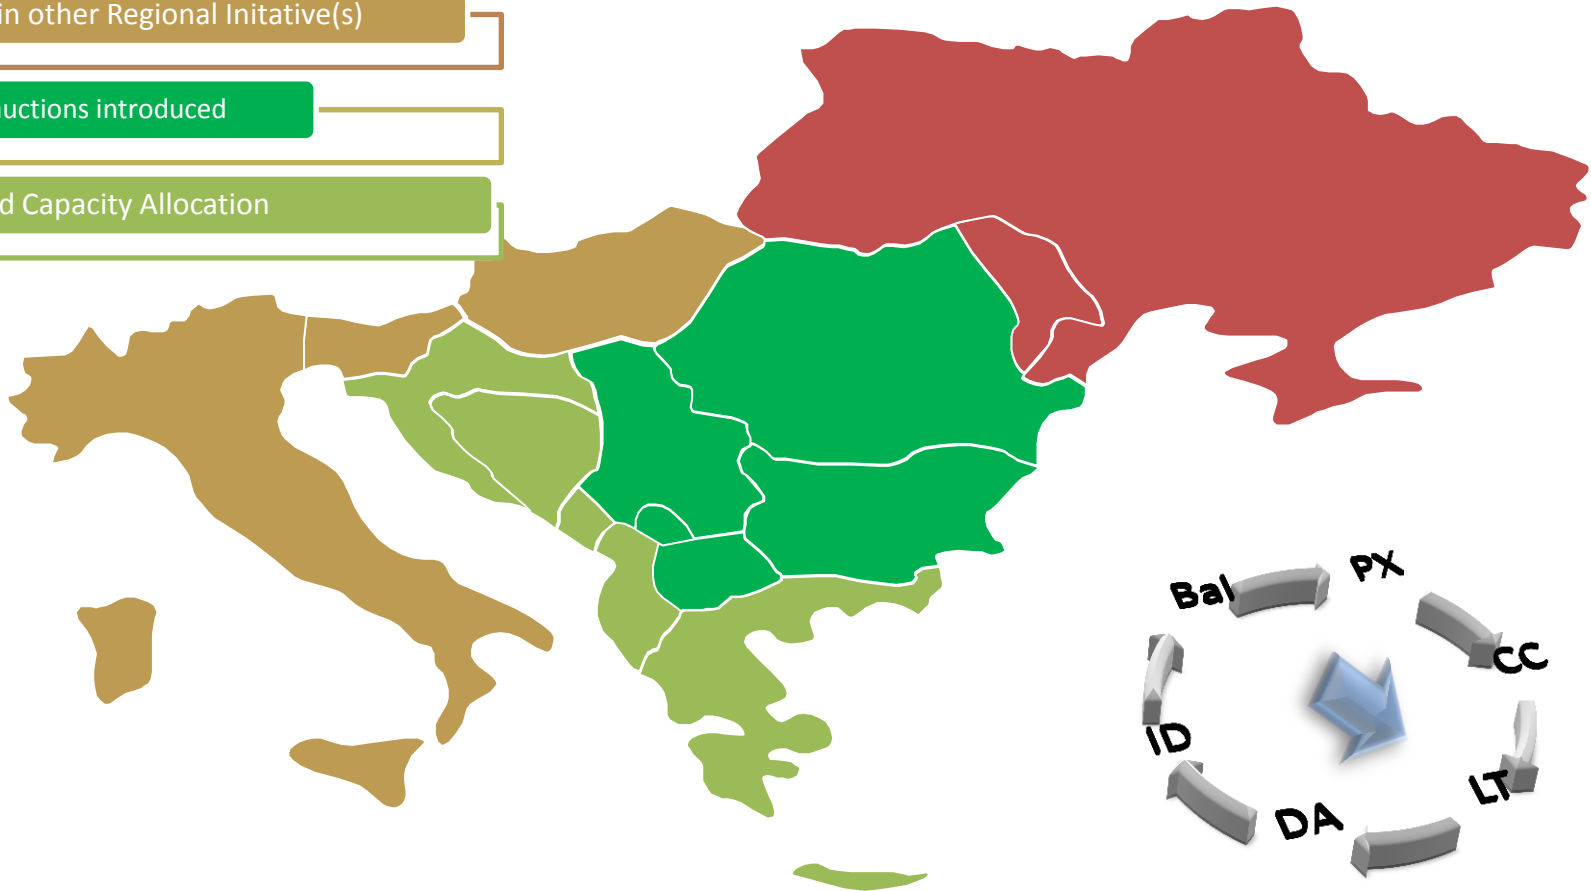 in other Regional Initative(s)
uctions introduced
d Capacity Allocation
Bal
PX
CC
ID
LT
DA